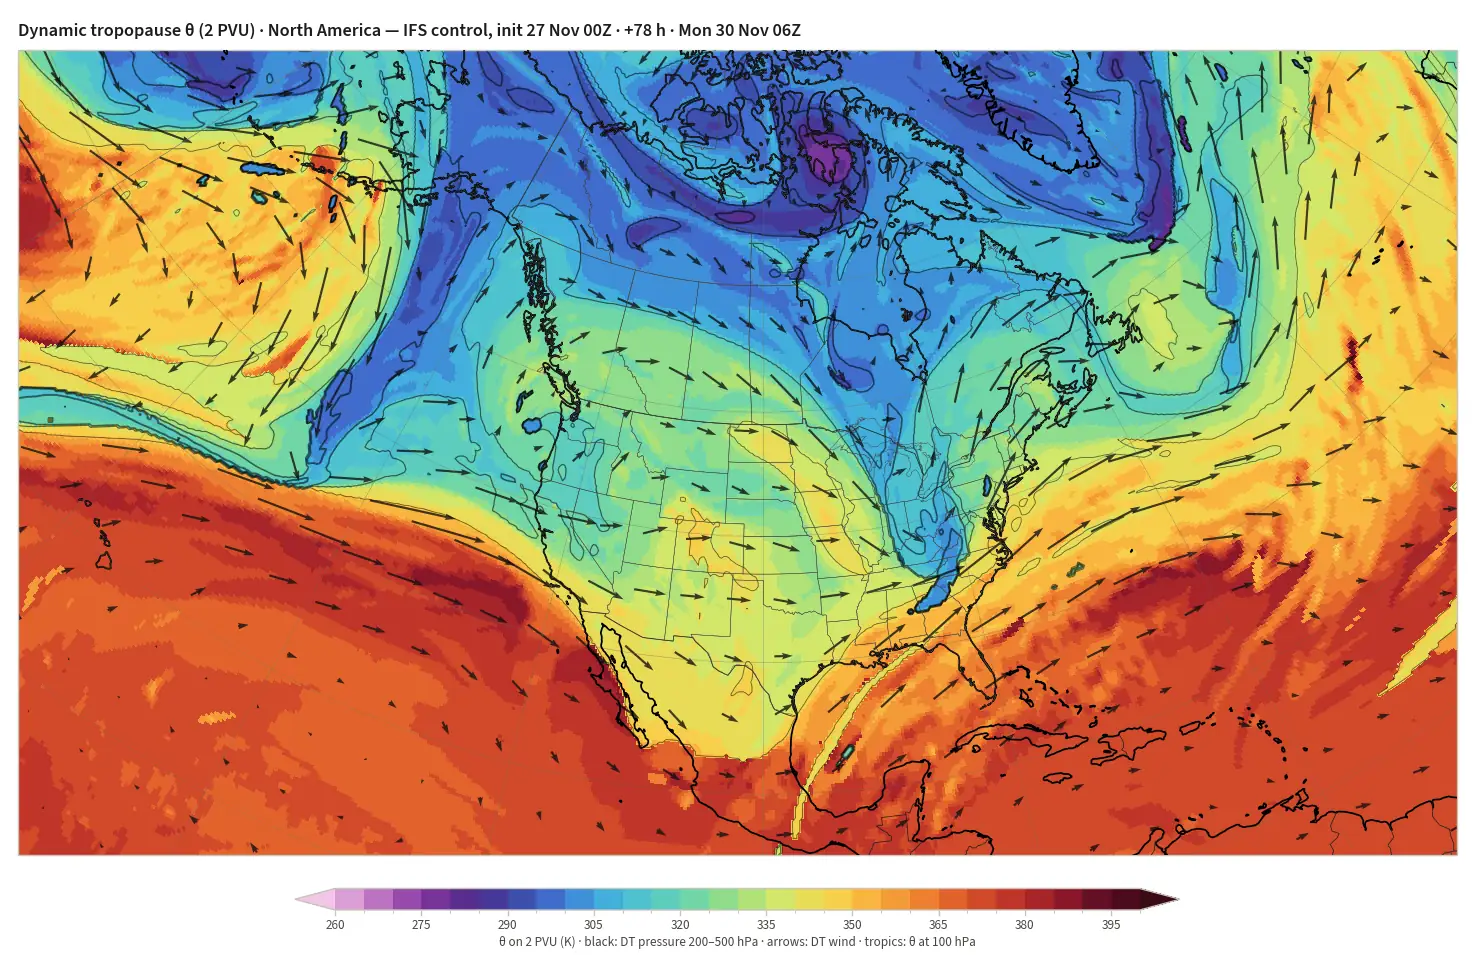 Dynamic tropopause θ (2 PVU) · North America — IFS control, init 27 Nov 00Z · +78 h · Mon 30 Nov 06Z
260 275 290 305 320 335 350 365 380 395
θ on 2 PVU (K) · black: DT pressure 200–500 hPa · arrows: DT wind · tropics: θ at 100 hPa